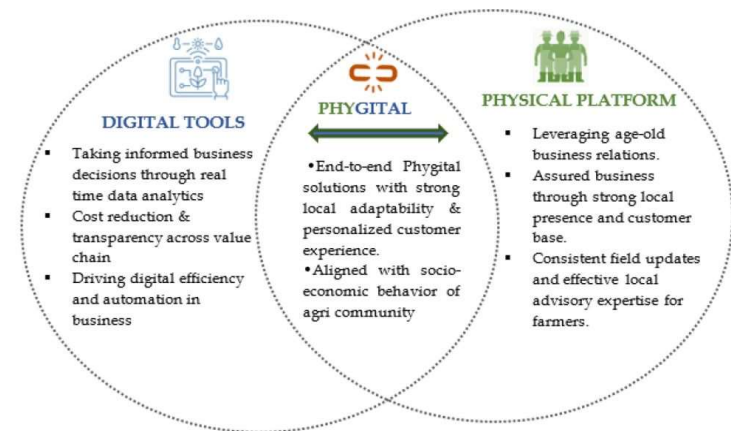 DIGITAL TOOLS
▪ Taking informed business
decisions through real
time data analytics
▪ Cost reduction &
transparency across value
chain
▪ Driving digital efficiency
and automation in
business
PHYGITAL
•End-to-end Phygital
solutions with strong
local adaptability &
personalized customer
experience.
•Aligned with socio-
economic behavior of
agri community
PHYSICAL PLATFORM
▪ Leveraging age-old
business relations.
▪ Assured business
through strong local
presence and customer
base.
▪ Consistent field updates
and effective local
advisory expertise for
farmers.